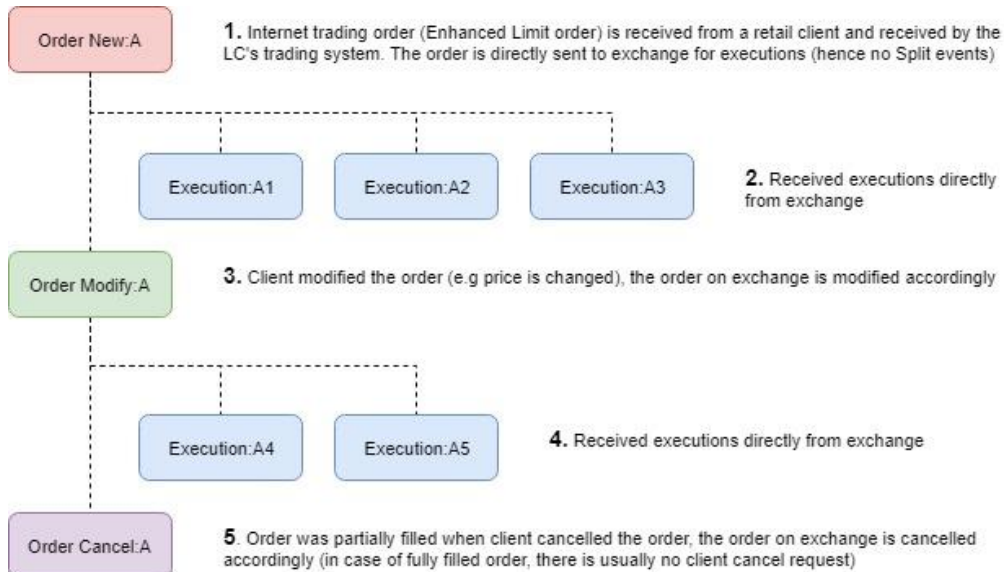 Order New:A
1. Internet trading order (Enhanced Limit order) is received from a retail client and received by the
LC's trading system. The order is directly sent to exchange for executions (hence no Split events)
Execution:A1
Execution:A2
Execution:A3
2. Received executions directly
from exchange
Order Modify:A
3. Client modified the order (e.g price is changed), the order on exchange is modified accordingly
Execution:A4
Execution:A5
4. Received executions directly from exchange
Order Cancel:A
5. Order was partially filled when client cancelled the order, the order on exchange is cancelled
accordingly (in case of fully filled order, there is usually no client cancel request)